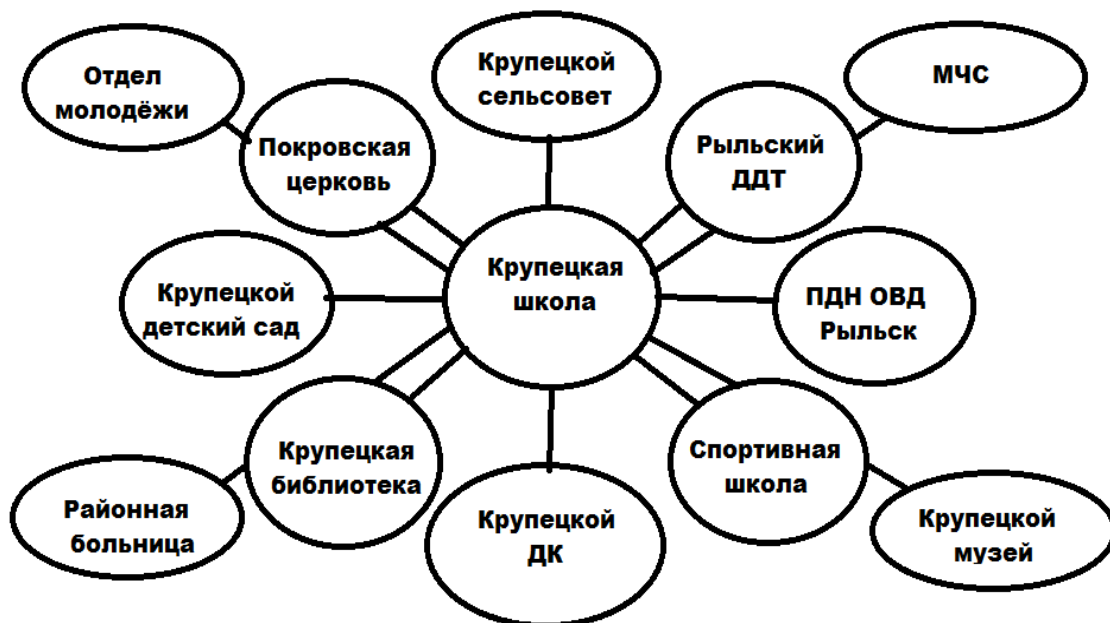 Отдел
молодёжи
Крупецкой
сельсовет
МЧС
Покровская
церковь
Рыльский
ДДТ
Крупецкая
школа
Крупецкой
детский сад
ПДН ОВД
Рыльск
Крупецкая
библиотека
Спортивная
школа
Районная
больница
Крупецкой
ДК
Крупецкой
музей